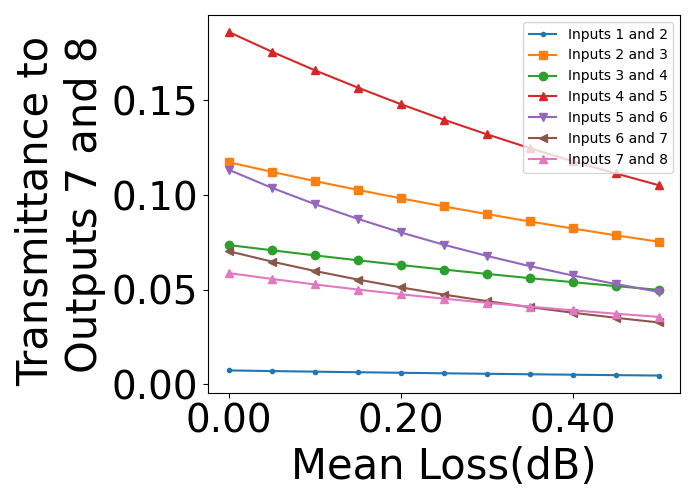 Transmittance to
Outputs 7 and 8
0.15
0.10
0.05
0.00
0.00 0.20 0.40
Mean Loss(dB)
Inputs 1 and 2
Inputs 2 and 3
Inputs 3 and 4
Inputs 4 and 5
Inputs 5 and 6
Inputs 6 and 7
Inputs 7 and 8